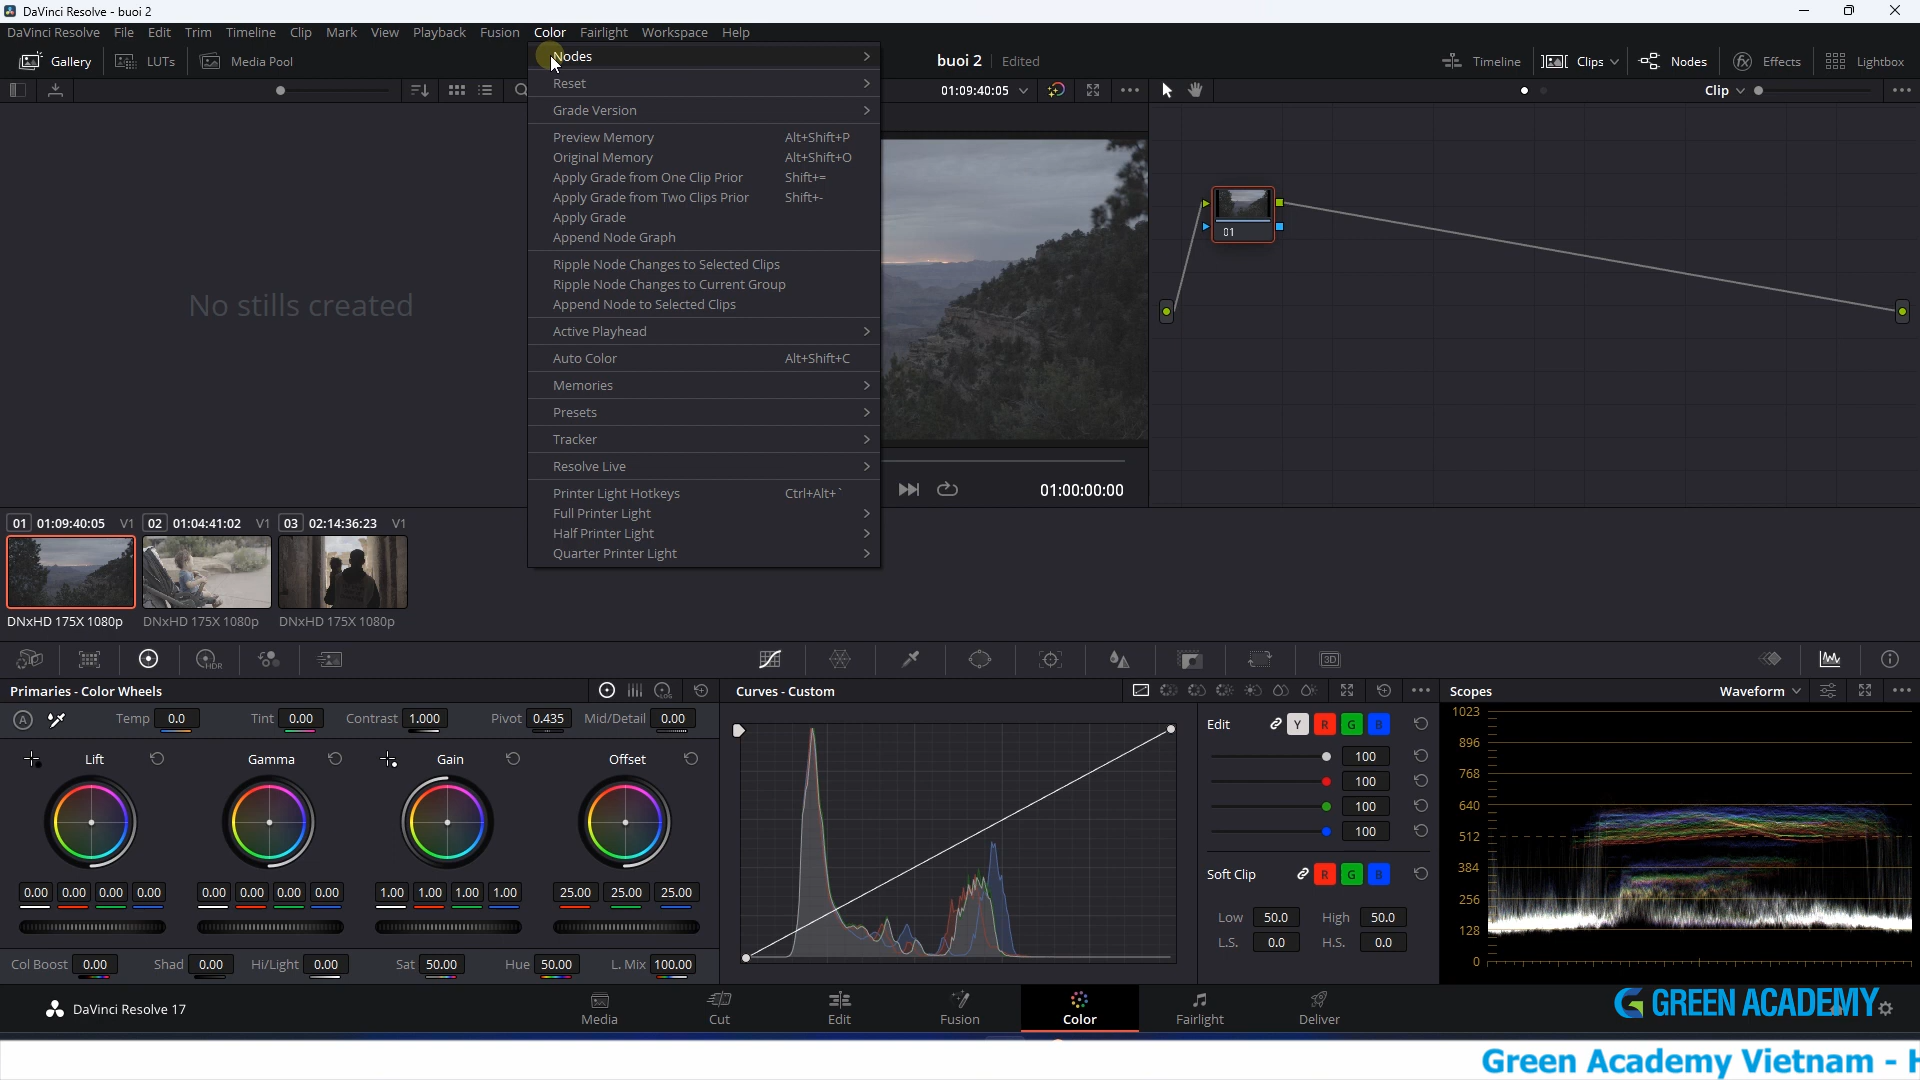 DaVinci Resolve - buoi 2
DaVinci Resolve File Edit Trim Timeline Clip Mark View Playback Fusion Color Fairlight Workspace Help
Gallery LUTs Media Pool
buoi 2 Edited
Timeline Clips Nodes Effects Lightbox
01:09:40:05
Clip
Nodes
Reset
Grade Version
Preview Memory Alt+Shift+P
Original Memory Alt+Shift+O
Apply Grade from One Clip Prior Shift+=
Apply Grade from Two Clips Prior Shift+-
Apply Grade
Append Node Graph
Ripple Node Changes to Selected Clips
Ripple Node Changes to Current Group
Append Node to Selected Clips
Active Playhead
Auto Color Alt+Shift+C
Memories
Presets
Tracker
Resolve Live
Printer Light Hotkeys Ctrl+Alt+`
Full Printer Light
Half Printer Light
Quarter Printer Light
No stills created
01
01:00:00:00
01 01:09:40:05 V1 02 01:04:41:02 V1 03 02:14:36:23 V1
DNxHD 175X 1080p DNxHD 175X 1080p DNxHD 175X 1080p
HDR
3D
Primaries - Color Wheels
LOG
A Temp 0.0 Tint 0.00 Contrast 1.000 Pivot 0.435 Mid/Detail 0.00
Lift Gamma Gain Offset
0.00 0.00 0.00 0.00 0.00 0.00 0.00 0.00 1.00 1.00 1.00 1.00 25.00 25.00 25.00
Col Boost 0.00 Shad 0.00 Hi/Light 0.00 Sat 50.00 Hue 50.00 L. Mix 100.00
Curves - Custom
Edit Y R G B
100
100
100
100
Soft Clip R G B
Low 50.0 High 50.0
L.S. 0.0 H.S. 0.0
Scopes Waveform
1023
896
768
640
512
384
256
128
0
DaVinci Resolve 17
Media Cut Edit Fusion Color Fairlight Deliver
GREEN ACADEMY
Green Academy Vietnam - H